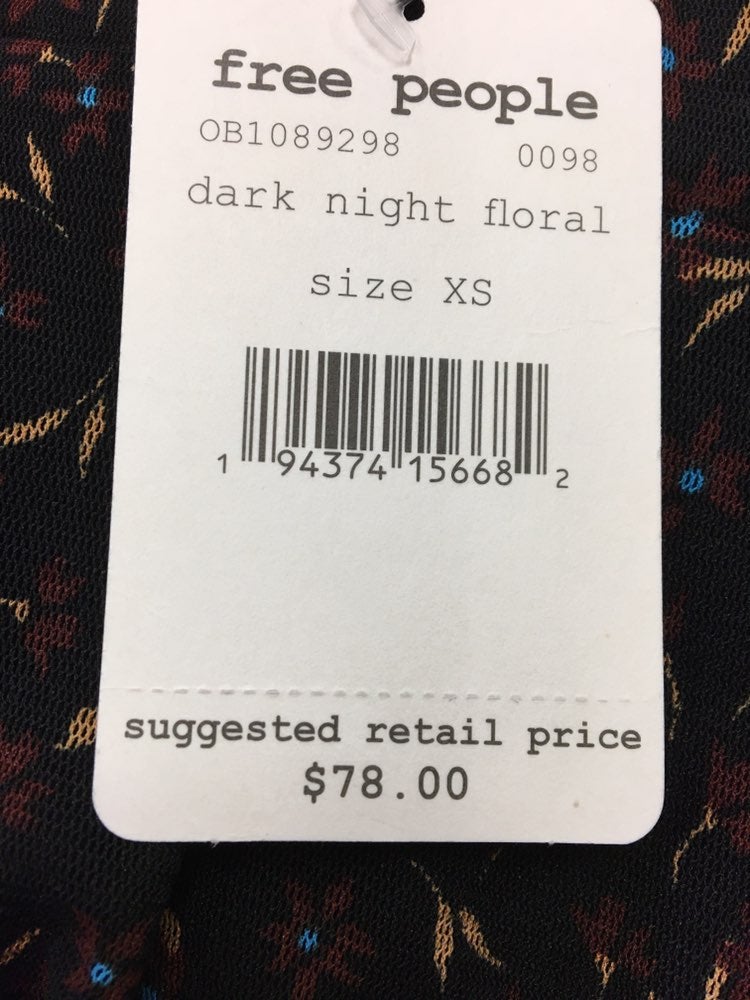 free people
OB1089298 0098
dark night floral
size XS
1 94374 15668 2
suggested retail price
$78.00